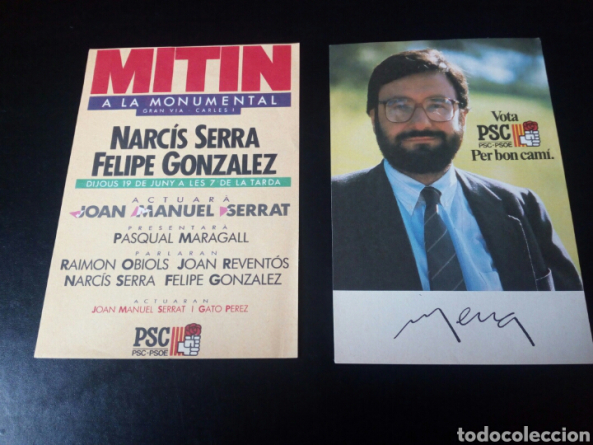 MITIN
A LA MONUMENTAL
GRAN VIA - CARLES I
NARCÍS SERRA
FELIPE GONZALEZ
DIJOUS 19 DE JUNY A LES 7 DE LA TARDA
ACTUARÀ
JOAN MANUEL SERRAT
PRESENTARÀ
PASQUAL MARAGALL
PARLARAN
RAIMON OBIOLS JOAN REVENTÓS
NARCÍS SERRA FELIPE GONZALEZ
ACTUARAN
JOAN MANUEL SERRAT I GATO PEREZ
PSC
PSC-PSOE
Vota
PSC
PSC-PSOE
Per bon camí.
todocoleccion